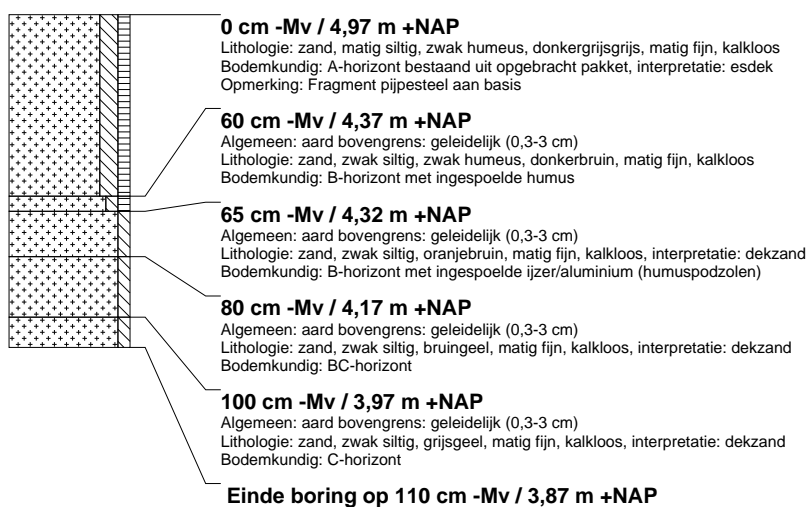 0 cm -Mv / 4,97 m +NAP
Lithologie: zand, matig siltig, zwak humeus, donkergrijsgrijs, matig fijn, kalkloos
Bodemkundig: A-horizont bestaand uit opgebracht pakket, interpretatie: esdek
Opmerking: Fragment pijpesteel aan basis
60 cm -Mv / 4,37 m +NAP
Algemeen: aard bovengrens: geleidelijk (0,3-3 cm)
Lithologie: zand, zwak siltig, zwak humeus, donkerbruin, matig fijn, kalkloos
Bodemkundig: B-horizont met ingespoelde humus
65 cm -Mv / 4,32 m +NAP
Algemeen: aard bovengrens: geleidelijk (0,3-3 cm)
Lithologie: zand, zwak siltig, oranjebruin, matig fijn, kalkloos, interpretatie: dekzand
Bodemkundig: B-horizont met ingespoelde ijzer/aluminium (humuspodzolen)
80 cm -Mv / 4,17 m +NAP
Algemeen: aard bovengrens: geleidelijk (0,3-3 cm)
Lithologie: zand, zwak siltig, bruingeel, matig fijn, kalkloos, interpretatie: dekzand
Bodemkundig: BC-horizont
100 cm -Mv / 3,97 m +NAP
Algemeen: aard bovengrens: geleidelijk (0,3-3 cm)
Lithologie: zand, zwak siltig, grijsgeel, matig fijn, kalkloos, interpretatie: dekzand
Bodemkundig: C-horizont
Einde boring op 110 cm -Mv / 3,87 m +NAP